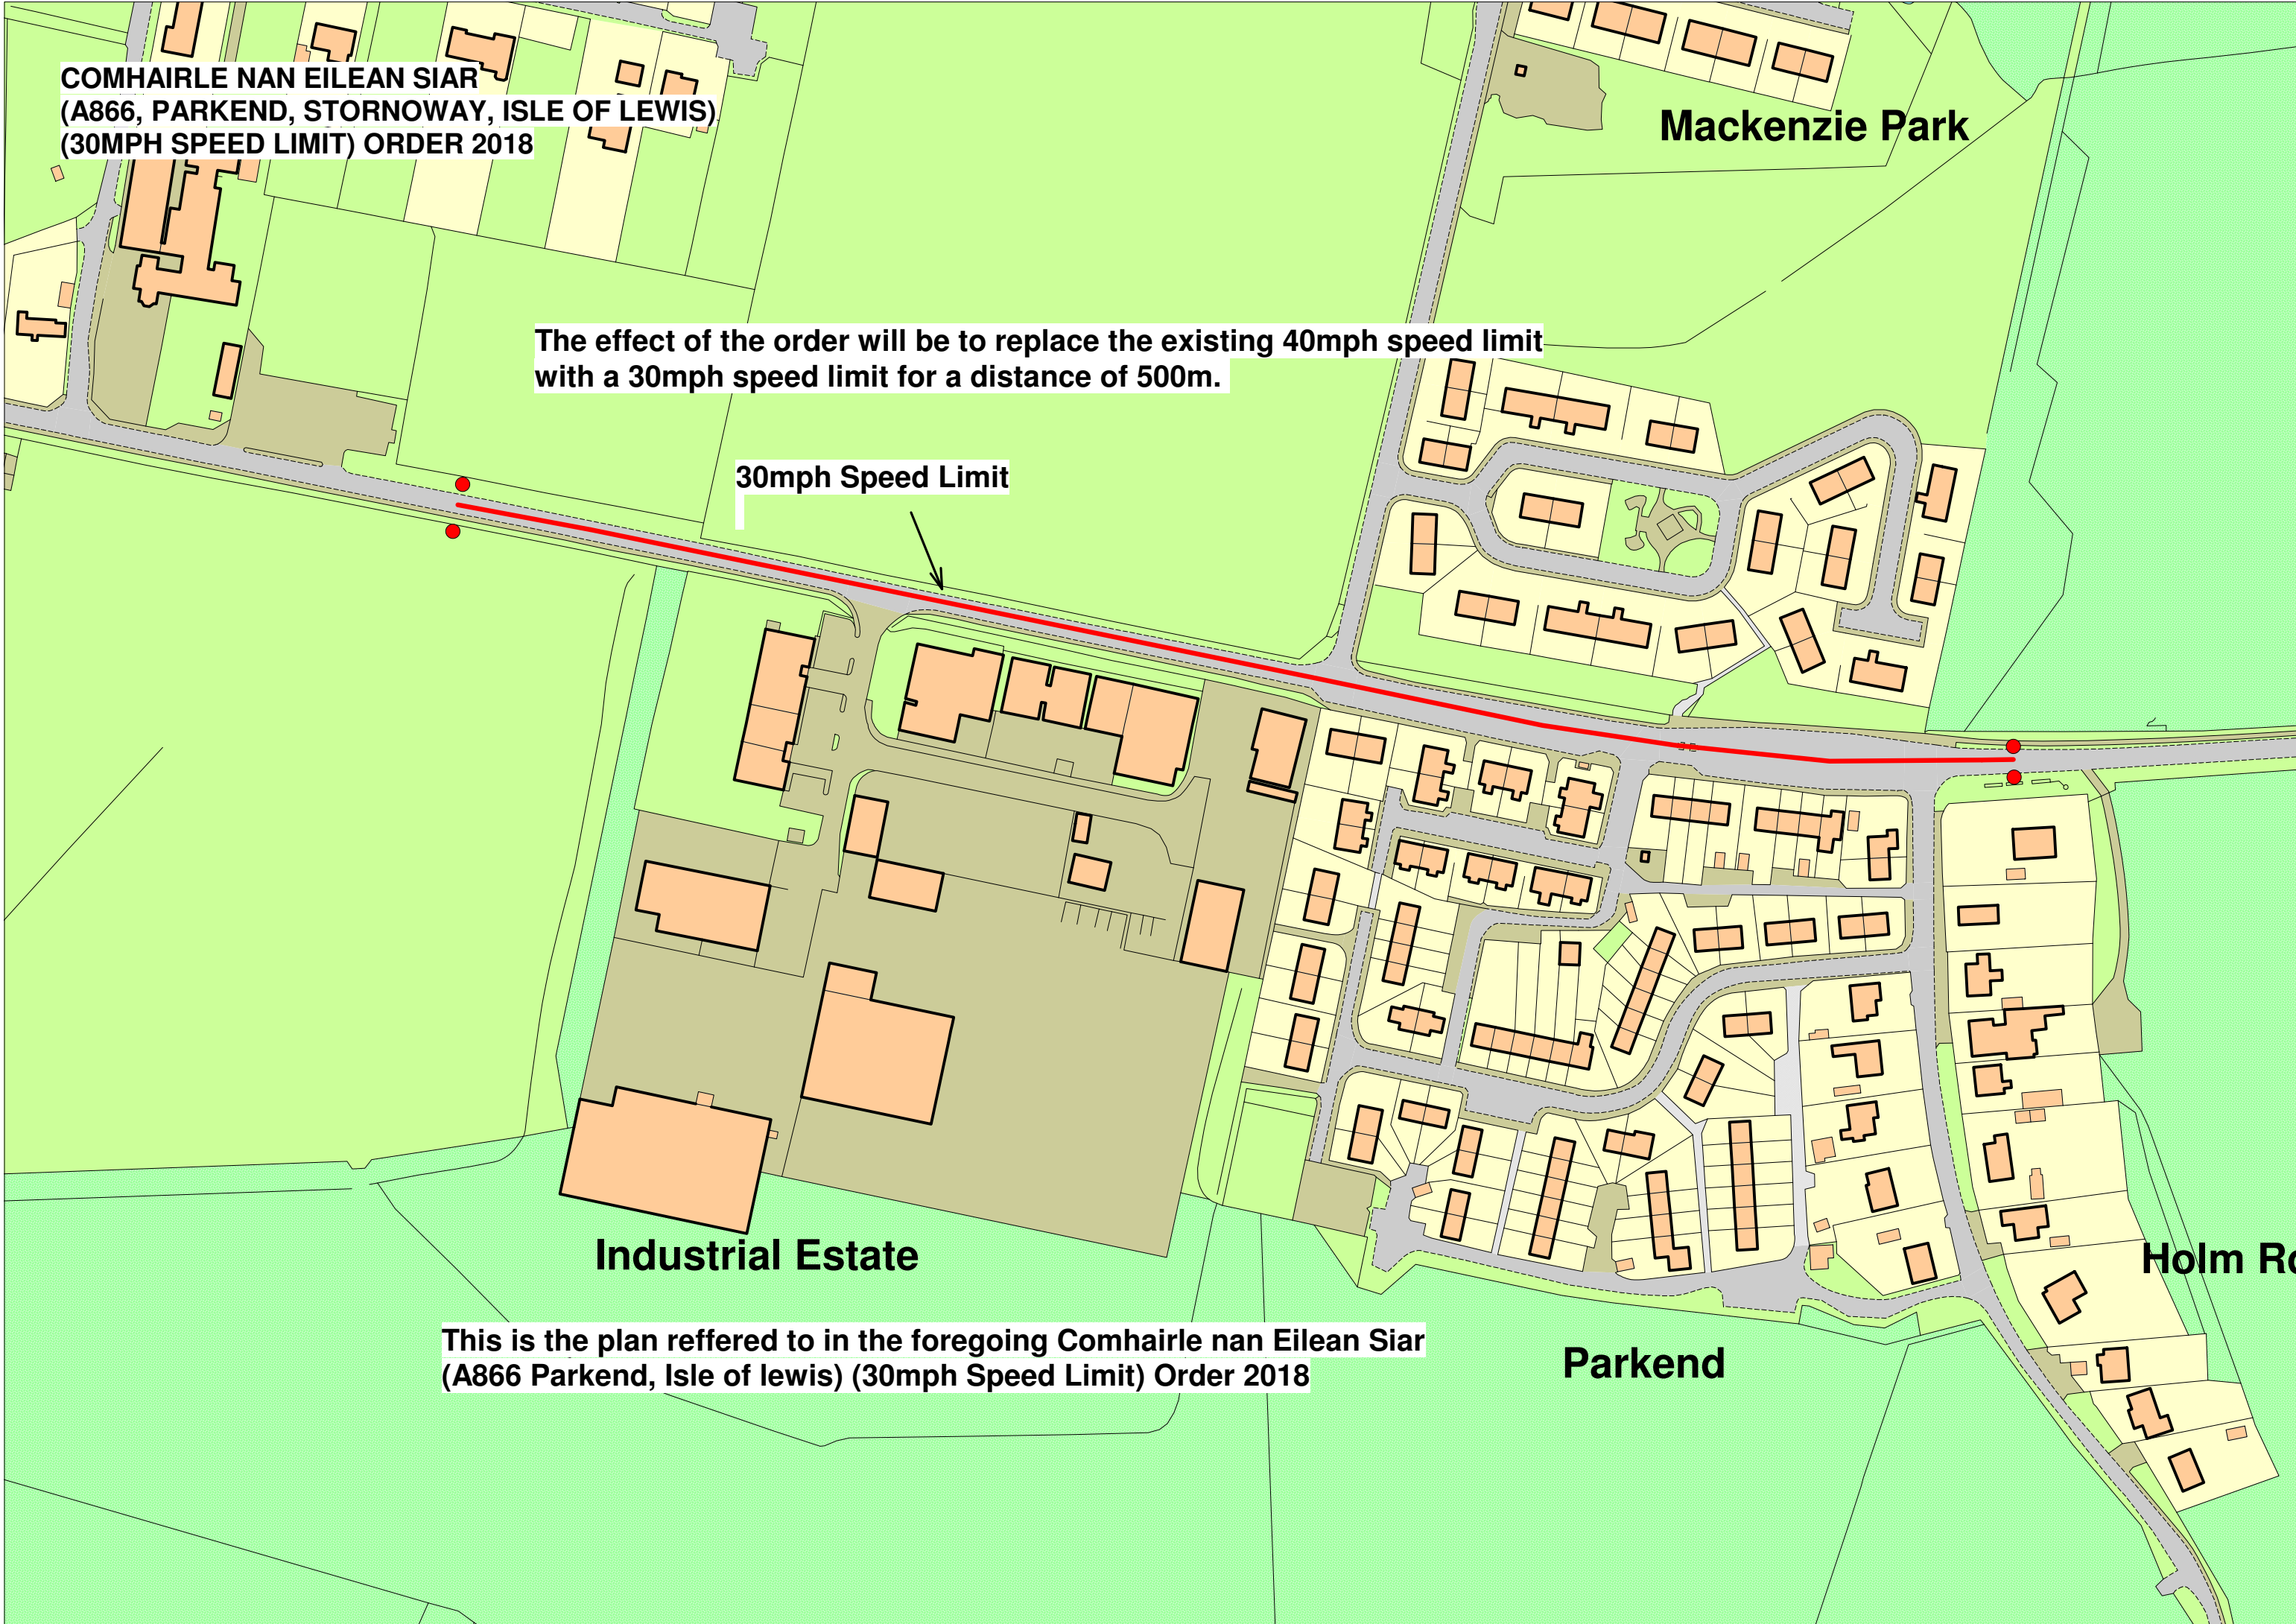 COMHAIRLE NAN EILEAN SIAR
(A866, PARKEND, STORNOWAY, ISLE OF LEWIS)
(30MPH SPEED LIMIT) ORDER 2018
Mackenzie Park
The effect of the order will be to replace the existing 40mph speed limit
with a 30mph speed limit for a distance of 500m.
30mph Speed Limit
Industrial Estate
Holm Ro
This is the plan reffered to in the foregoing Comhairle nan Eilean Siar
(A866 Parkend, Isle of lewis) (30mph Speed Limit) Order 2018
Parkend